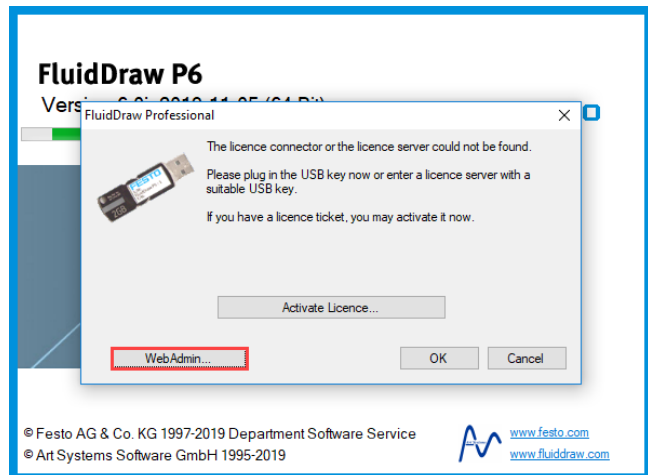 FluidDraw P6
FluidDraw Professional
The licence connector or the licence server could not be found.
Please plug in the USB key now or enter a licence server with a
suitable USB key.
If you have a licence ticket, you may activate it now.
FESTO
2GB
Activate Licence...
WebAdmin...
OK
Cancel
© Festo AG & Co. KG 1997-2019 Department Software Service
www.festo.com
© Art Systems Software GmbH 1995-2019
www.fluiddraw.com